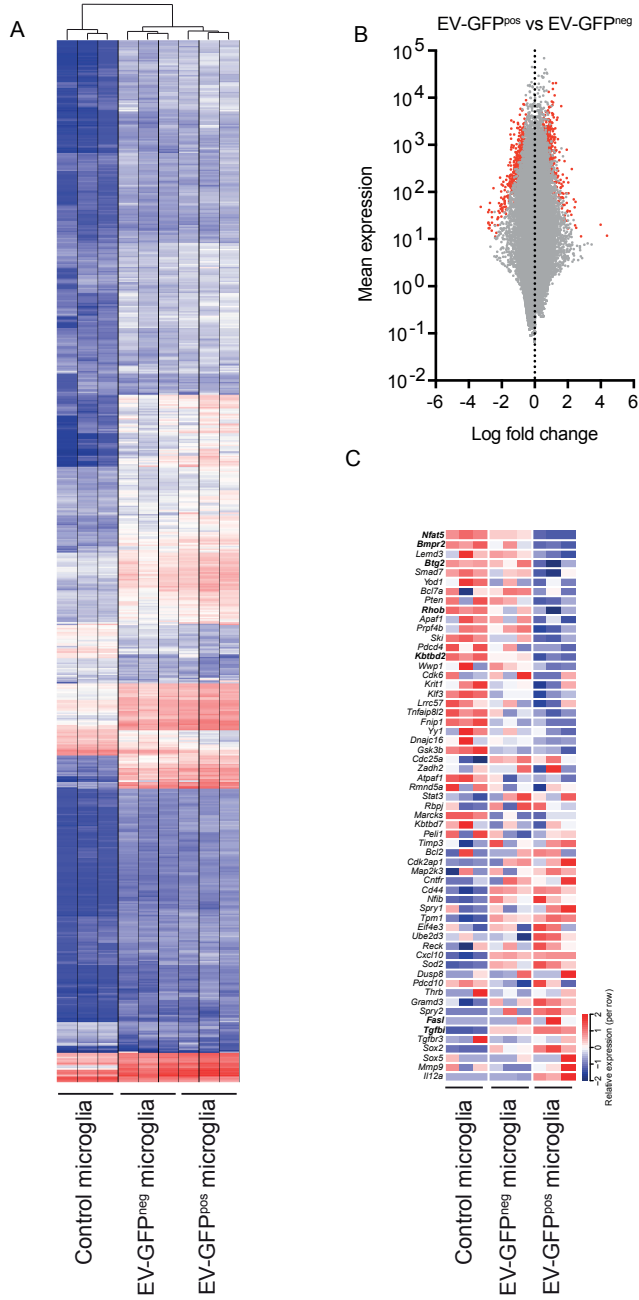 A
Control microglia
EV-GFPneg microglia
EV-GFPpos microglia
B
EV-GFPpos vs EV-GFPneg
Mean expression
10^5
10^4
10^3
10^2
10^1
10^0
10^-1
10^-2
-6 -4 -2 0 2 4 6
Log fold change
C
Nfat5
Bmpr2
Lemd3
Btg2
Smad7
Yod1
Bcl7a
Pten
Rhob
Apaf1
Prpf4b
Ski
Pdcd4
Kbtbd2
Wwp1
Cdk6
Krit1
Klf3
Lrrc57
Tnfaip8l2
Fnip1
Yy1
Dnajc16
Gsk3b
Cdc25a
Zadh2
Atpaf1
Rmnd5a
Stat3
Rbpj
Marcks
Kbtbd7
Peli1
Timp3
Bcl2
Cdk2ap1
Map2k3
Cntfr
Cd44
Nfib
Spry1
Tpm1
Eif4e3
Ube2d3
Reck
Cxcl10
Sod2
Dusp8
Pdcd10
Thrb
Gramd3
Spry2
Fasl
Tgfbi
Tgfbr3
Sox2
Sox5
Mmp9
Il12a
2
1
0
−1
−2
Relative expression (per row)
Control microglia
EV-GFPneg microglia
EV-GFPpos microglia